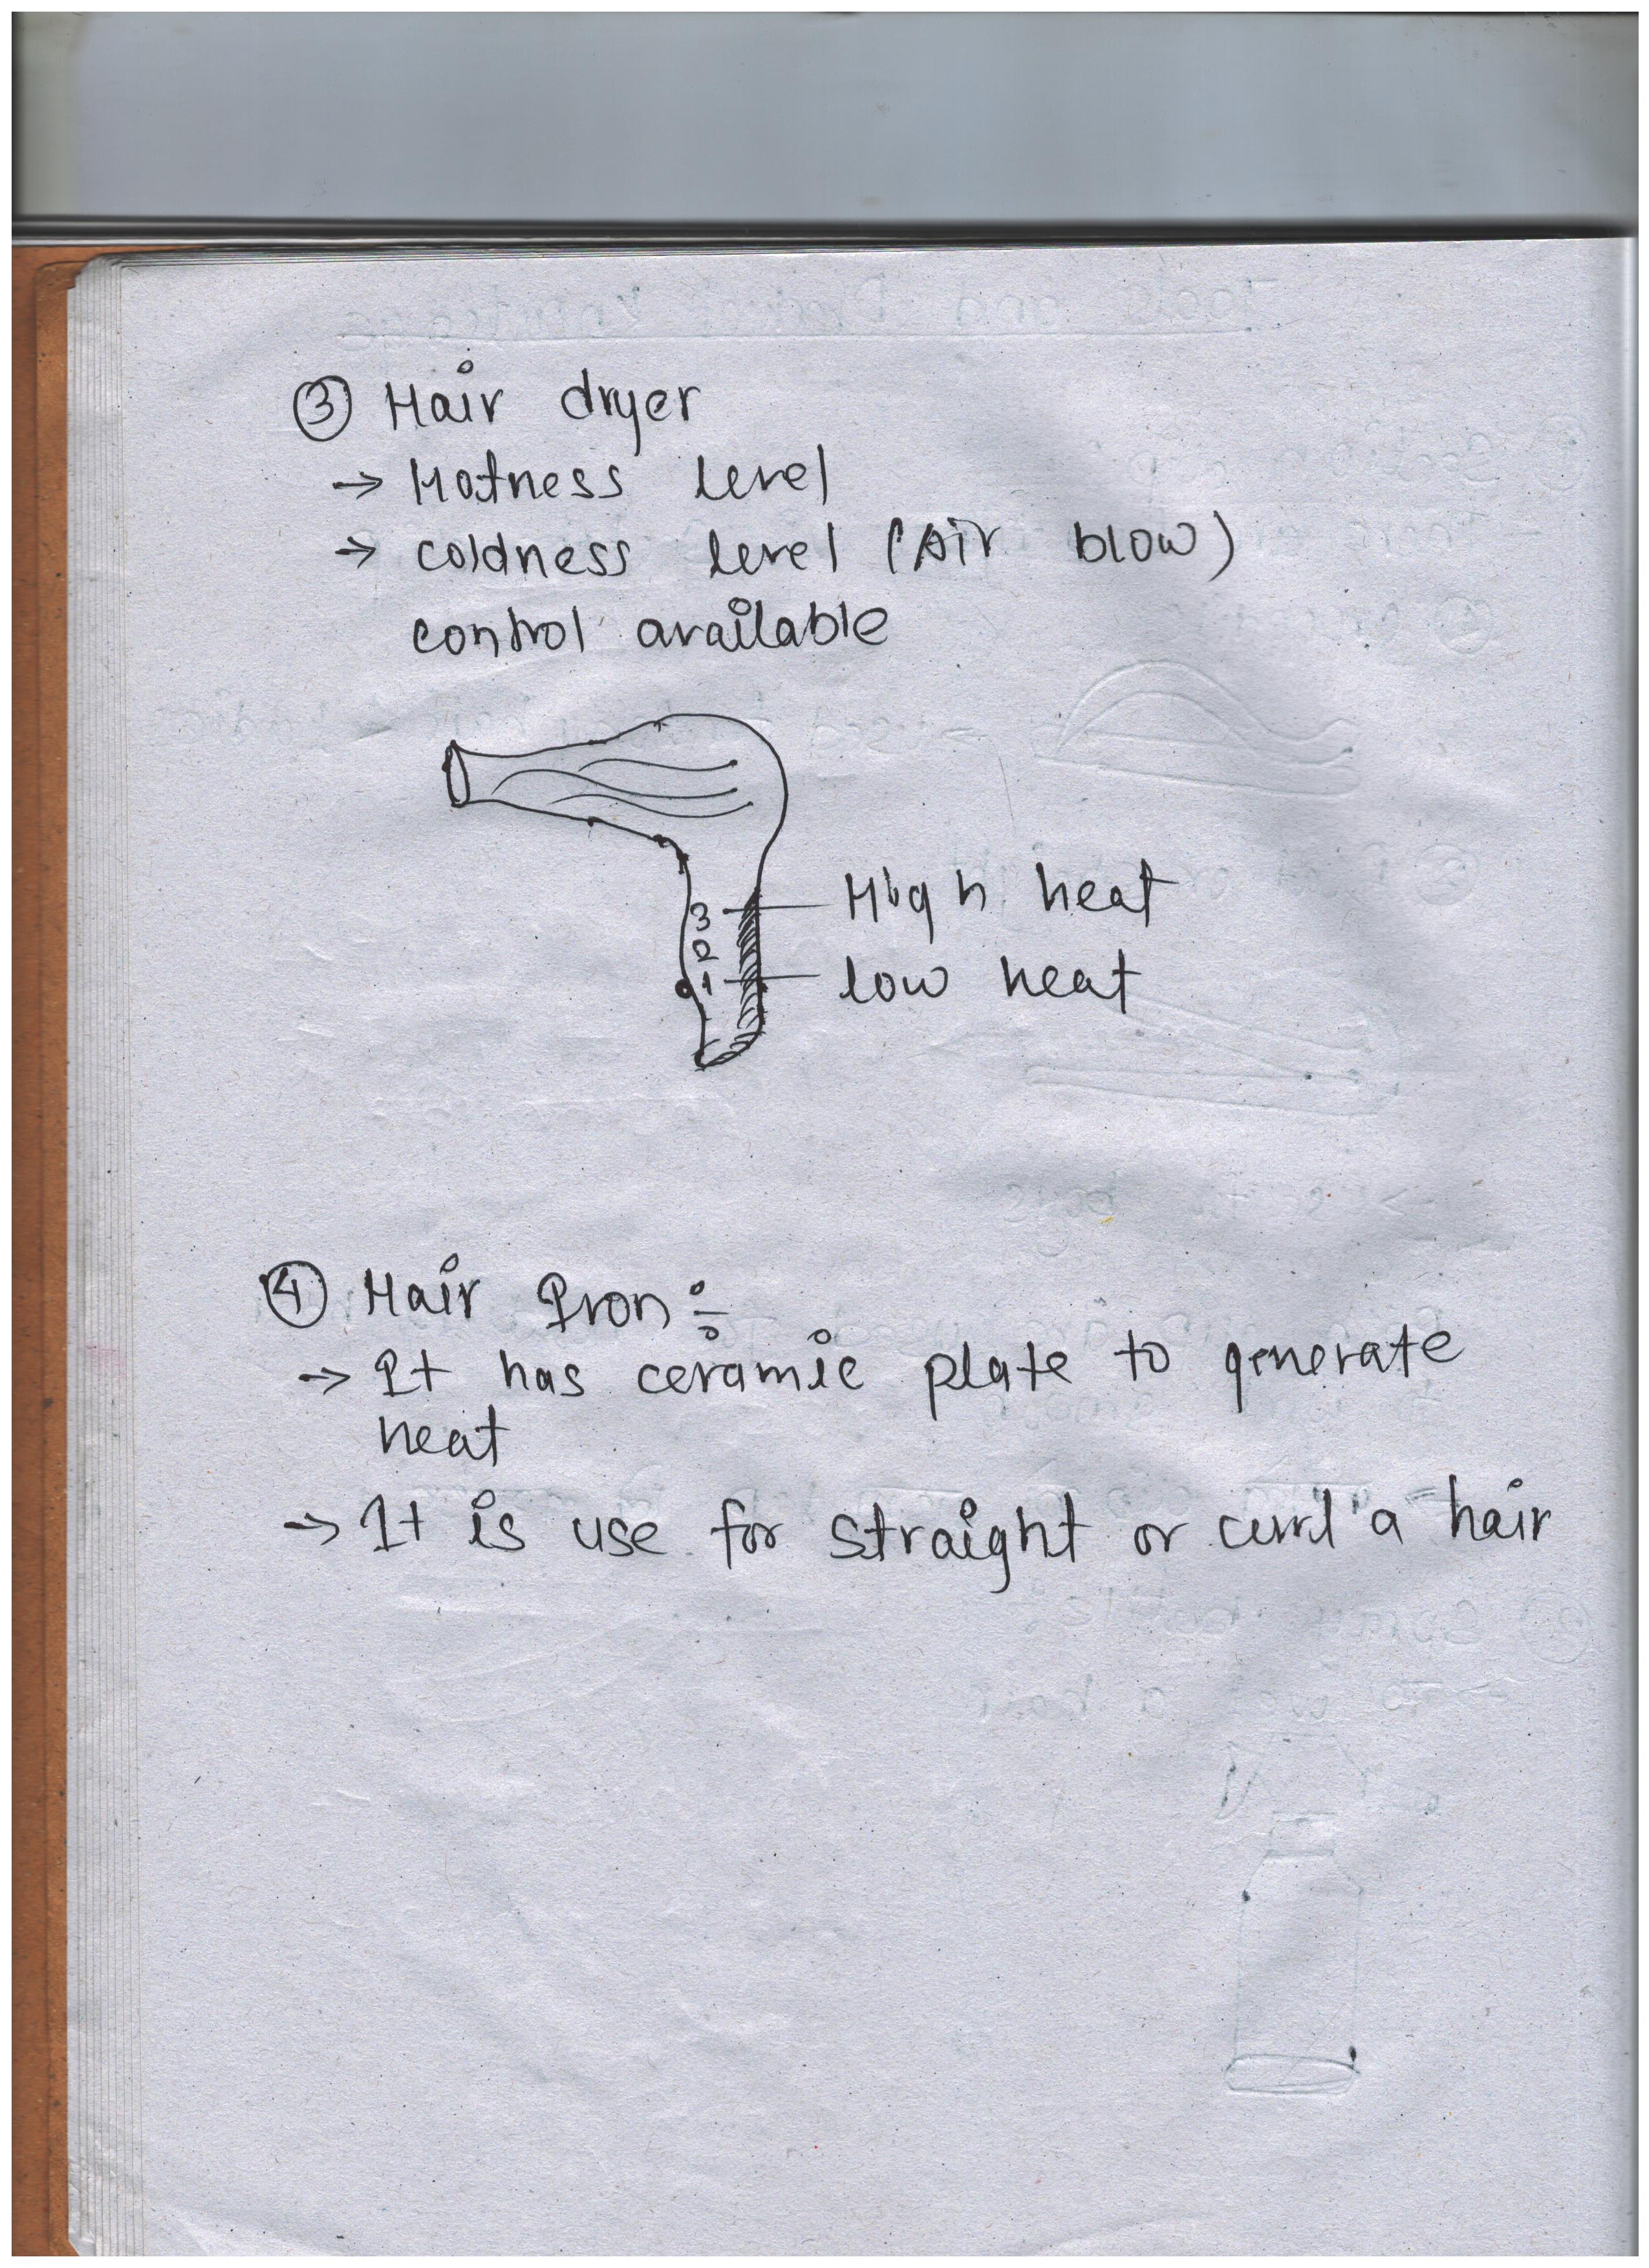 ③ Hair dryer
→ Hotness level
→ coldness level (Air blow)
control available
3 High heat
2
1 low heat
④ Hair Iron ÷
→ It has ceramic plate to generate
heat
→ It is use for straight or curl a hair